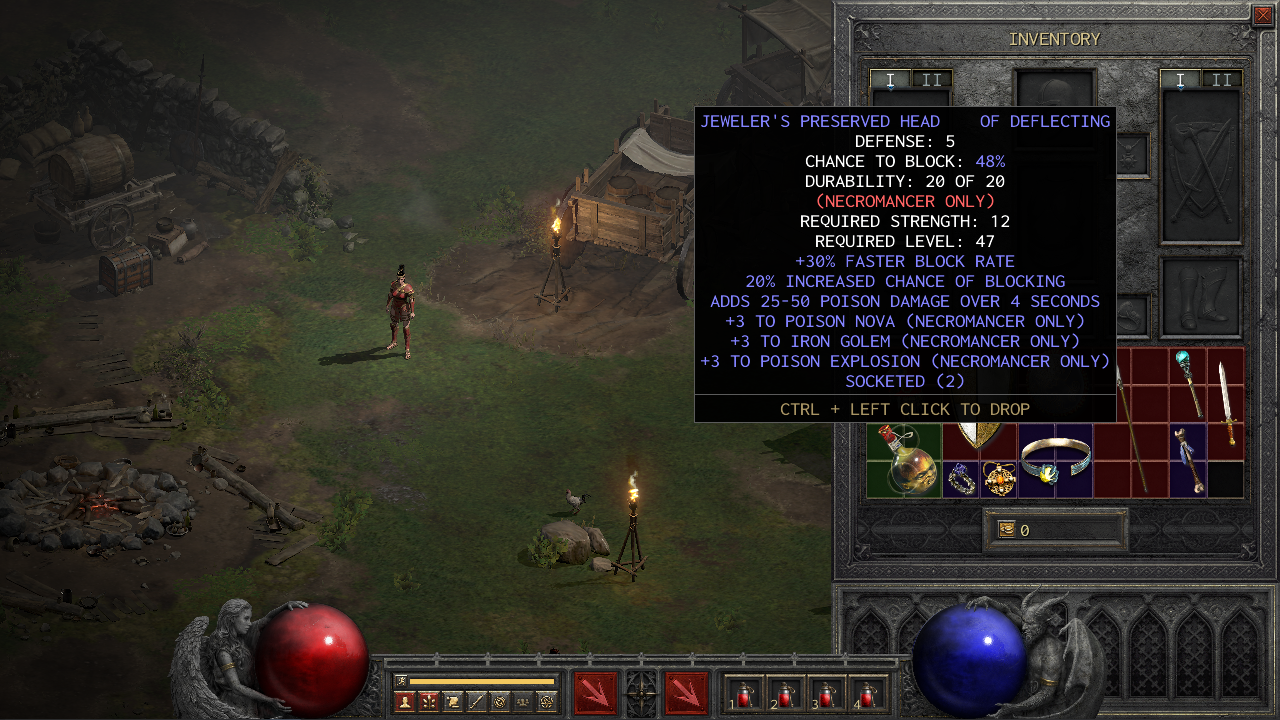 INVENTORY
I II
I II
JEWELER'S PRESERVED HEAD OF DEFLECTING
DEFENSE: 5
CHANCE TO BLOCK: 48%
DURABILITY: 20 OF 20
(NECROMANCER ONLY)
REQUIRED STRENGTH: 12
REQUIRED LEVEL: 47
+30% FASTER BLOCK RATE
20% INCREASED CHANCE OF BLOCKING
ADDS 25-50 POISON DAMAGE OVER 4 SECONDS
+3 TO POISON NOVA (NECROMANCER ONLY)
+3 TO IRON GOLEM (NECROMANCER ONLY)
+3 TO POISON EXPLOSION (NECROMANCER ONLY)
SOCKETED (2)
CTRL + LEFT CLICK TO DROP
0
1 2 3 4